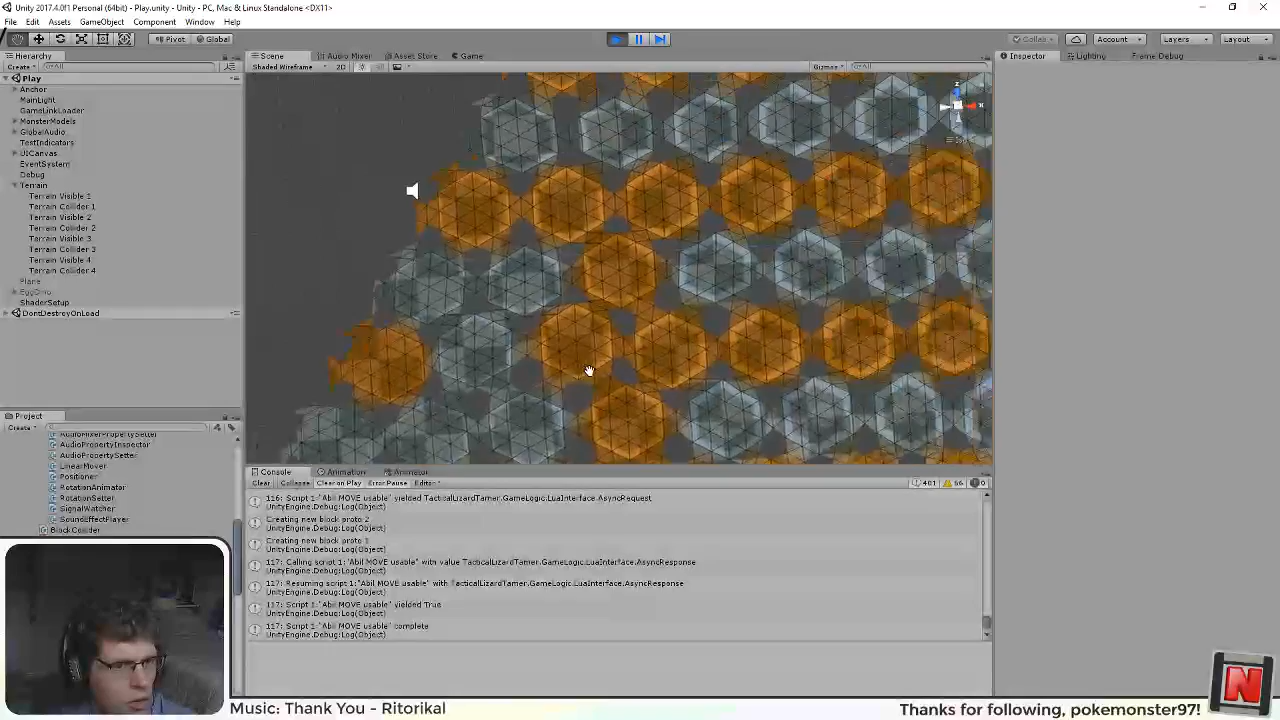 Unity 2017.4.0f1 Personal (64bit) - Play.unity - Unity - PC, Mac & Linux Standalone <DX11>
File Edit Assets GameObject Component Window Help
Pivot Global
Collab Account Layers Layout
Hierarchy
Scene Audio Mixer Asset Store Game
Inspector Lighting Frame Debug
Create All
Shaded Wireframe 2D Gizmos All
Play
Anchor
MainLight
GameLinkLoader
MonsterModels
GlobalAudio
TestIndicators
UICanvas
EventSystem
Debug
Terrain
Terrain Visible 1
Terrain Collider 1
Terrain Visible 2
Terrain Collider 2
Terrain Visible 3
Terrain Collider 3
Terrain Visible 4
Terrain Collider 4
Plane
ShaderSetup
DontDestroyOnLoad
z
x
Project
Create
AudioMixerPropertySetter
AudioPropertyInspector
AudioPropertySetter
LinearMover
Positioner
RotationAnimator
RotationSetter
SignalWatcher
SoundEffectPlayer
BlockCollider
Console Animation Animator
Clear Collapse Clear on Play Error Pause Editor
401 66 0
116: Script 1:"Abil MOVE usable" yielded TacticalLizardTamer.GameLogic.LuaInterface.AsyncRequest
UnityEngine.Debug:Log(Object)
Creating new block proto 2
UnityEngine.Debug:Log(Object)
Creating new block proto 1
UnityEngine.Debug:Log(Object)
117: Calling script 1:"Abil MOVE usable" with value TacticalLizardTamer.GameLogic.LuaInterface.AsyncResponse
UnityEngine.Debug:Log(Object)
117: Resuming script 1:"Abil MOVE usable" with TacticalLizardTamer.GameLogic.LuaInterface.AsyncResponse
UnityEngine.Debug:Log(Object)
117: Script 1:"Abil MOVE usable" yielded True
UnityEngine.Debug:Log(Object)
117: Script 1:"Abil MOVE usable" complete
UnityEngine.Debug:Log(Object)
N
Music: Thank You - Ritorikal
Thanks for following, pokemonster97!